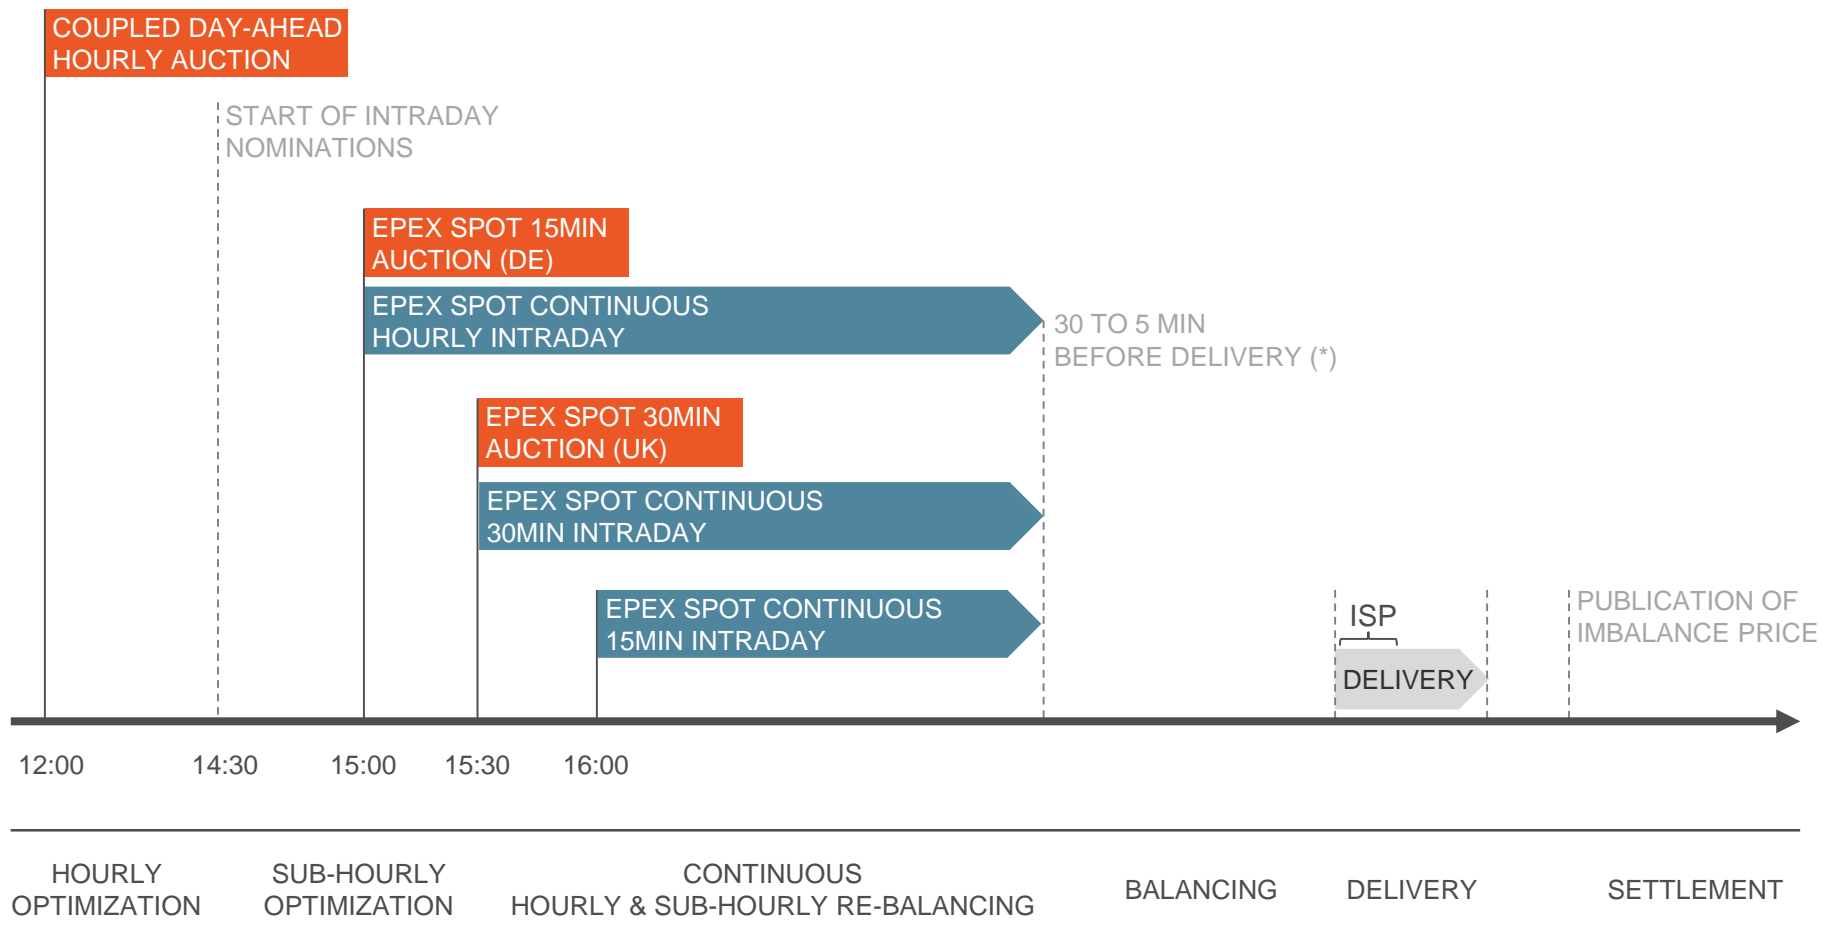 COUPLED DAY-AHEAD
HOURLY AUCTION
START OF INTRADAY
NOMINATIONS
EPEX SPOT 15MIN
AUCTION (DE)
EPEX SPOT CONTINUOUS
HOURLY INTRADAY
30 TO 5 MIN
BEFORE DELIVERY (*)
EPEX SPOT 30MIN
AUCTION (UK)
EPEX SPOT CONTINUOUS
30MIN INTRADAY
EPEX SPOT CONTINUOUS
15MIN INTRADAY
ISP
DELIVERY
PUBLICATION OF
IMBALANCE PRICE
12:00
14:30
15:00
15:30
16:00
HOURLY
OPTIMIZATION
SUB-HOURLY
OPTIMIZATION
CONTINUOUS
HOURLY & SUB-HOURLY RE-BALANCING
BALANCING
DELIVERY
SETTLEMENT